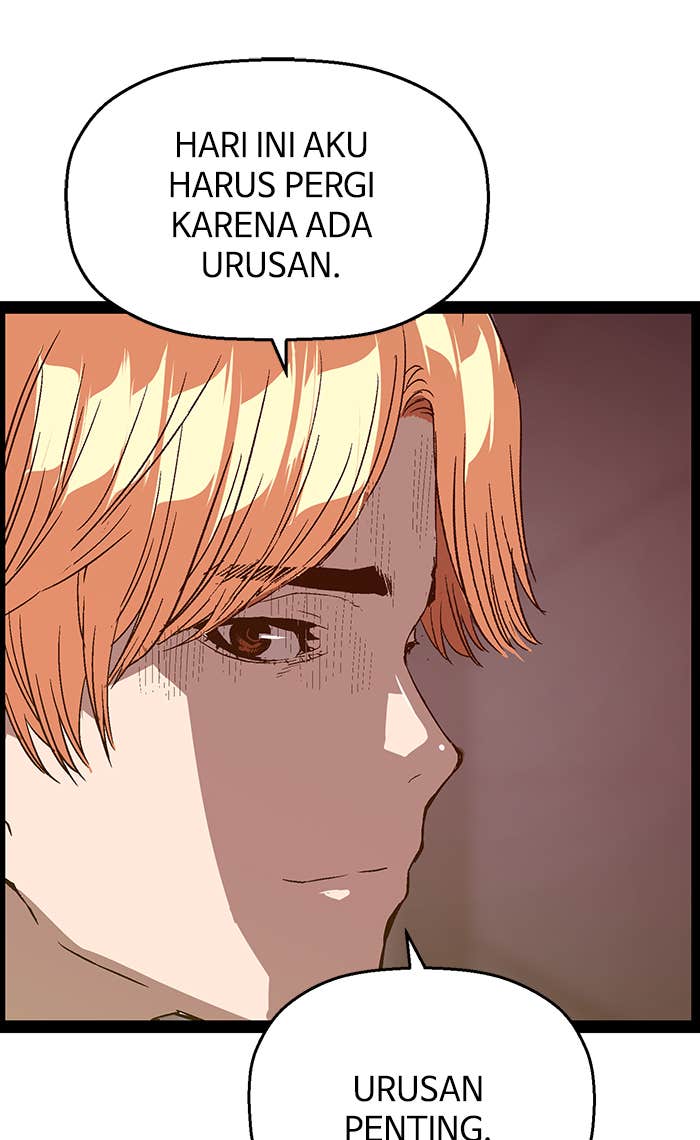 HARI INI AKU
HARUS PERGI
KARENA ADA
URUSAN.
URUSAN
PENTING.